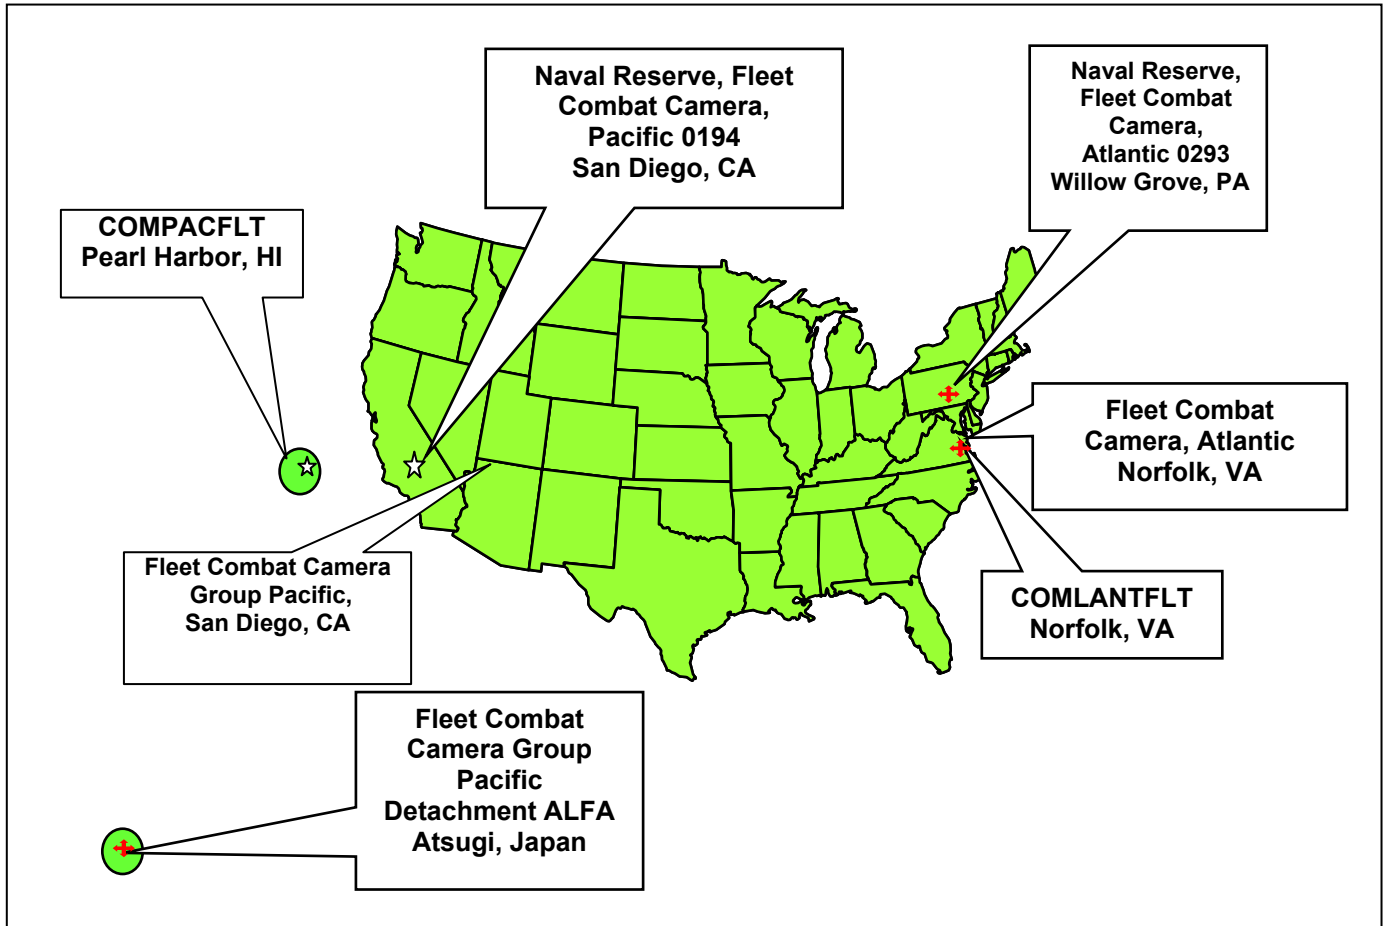 Naval Reserve, Fleet
Combat Camera,
Pacific 0194
San Diego, CA
Naval Reserve,
Fleet Combat
Camera,
Atlantic 0293
Willow Grove, PA
COMPACFLT
Pearl Harbor, HI
Fleet Combat
Camera, Atlantic
Norfolk, VA
Fleet Combat Camera
Group Pacific,
San Diego, CA
COMLANTFLT
Norfolk, VA
Fleet Combat
Camera Group
Pacific
Detachment ALFA
Atsugi, Japan